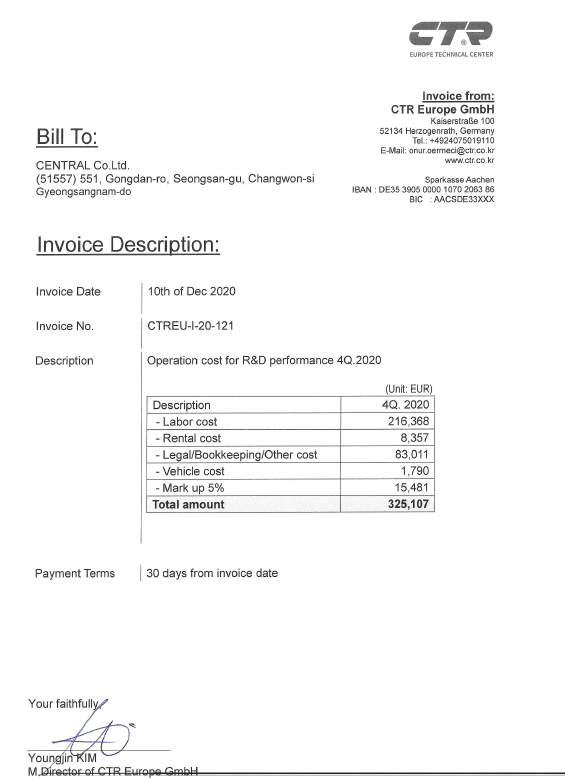 CTR
®
EUROPE TECHNICAL CENTER
Invoice from:
CTR Europe GmbH
Kaiserstraße 100
52134 Herzogenrath, Germany
Tel.: +4924075019110
E-Mail: onur.oermeci@ctr.co.kr
www.ctr.co.kr
Sparkasse Aachen
IBAN : DE35 3905 0000 1070 2063 86
BIC : AACSDE33XXX
Bill To:
CENTRAL Co.Ltd.
(51557) 551, Gongdan-ro, Seongsan-gu, Changwon-si
Gyeongsangnam-do
Invoice Description:
Invoice Date 10th of Dec 2020
Invoice No. CTREU-I-20-121
Description Operation cost for R&D performance 4Q.2020
(Unit: EUR)
Description 4Q. 2020
- Labor cost 216,368
- Rental cost 8,357
- Legal/Bookkeeping/Other cost 83,011
- Vehicle cost 1,790
- Mark up 5% 15,481
Total amount 325,107
Payment Terms 30 days from invoice date
Your faithfully,
Youngjin KIM
M.Director of CTR Europe GmbH